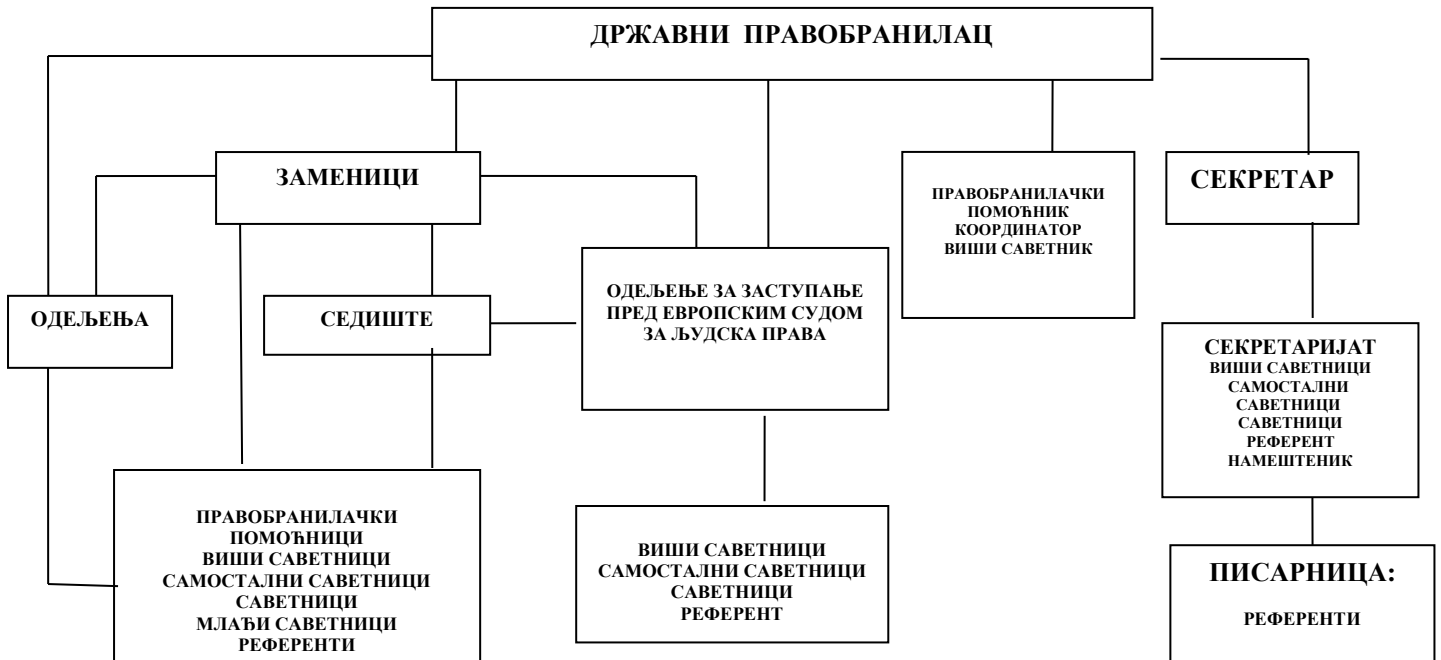 ДРЖАВНИ ПРАВОБРАНИЛАЦ
ЗАМЕНИЦИ
ПРАВОБРАНИЛАЧКИ
ПОМОЋНИК
КООРДИНАТОР
ВИШИ САВЕТНИК
СЕКРЕТАР
ОДЕЉЕЊА
СЕДИШТЕ
ОДЕЉЕЊЕ ЗА ЗАСТУПАЊЕ
ПРЕД ЕВРОПСКИМ СУДОМ
ЗА ЉУДСКА ПРАВА
СЕКРЕТАРИЈАТ
ВИШИ САВЕТНИЦИ
САМОСТАЛНИ
САВЕТНИЦИ
САВЕТНИЦИ
РЕФЕРЕНТ
НАМЕШТЕНИК
ПРАВОБРАНИЛАЧКИ
ПОМОЋНИЦИ
ВИШИ САВЕТНИЦИ
САМОСТАЛНИ САВЕТНИЦИ
САВЕТНИЦИ
МЛАЂИ САВЕТНИЦИ
РЕФЕРЕНТИ
ВИШИ САВЕТНИЦИ
САМОСТАЛНИ САВЕТНИЦИ
САВЕТНИЦИ
РЕФЕРЕНТ
ПИСАРНИЦА:
РЕФЕРЕНТИ